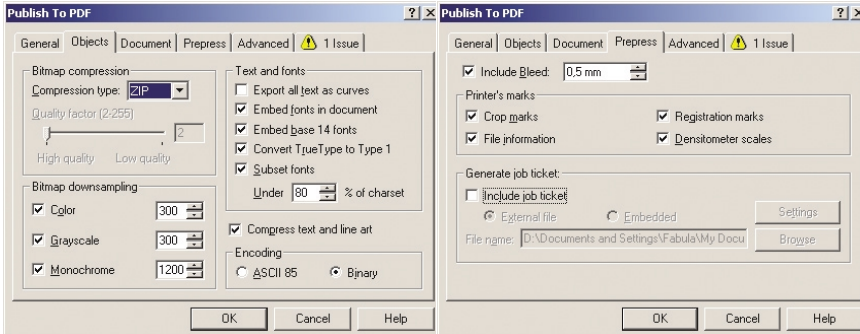 Publish To PDF
General Objects Document Prepress Advanced 1 Issue
Bitmap compression
Compression type: ZIP
Quality factor (2-255)
2
High quality Low quality
Bitmap downsampling
Color 300
Grayscale 300
Monochrome 1200
Text and fonts
Export all text as curves
Embed fonts in document
Embed base 14 fonts
Convert TrueType to Type 1
Subset fonts
Under 80 % of charset
Compress text and line art
Encoding
ASCII 85 Binary
OK Cancel Help
Publish To PDF
General Objects Document Prepress Advanced 1 Issue
Include Bleed: 0,5 mm
Printer's marks
Crop marks Registration marks
File information Densitometer scales
Generate job ticket:
Include job ticket
External file Embedded Settings
File name: D:\Documents and Settings\Fabula\My Docu Browse
OK Cancel Help